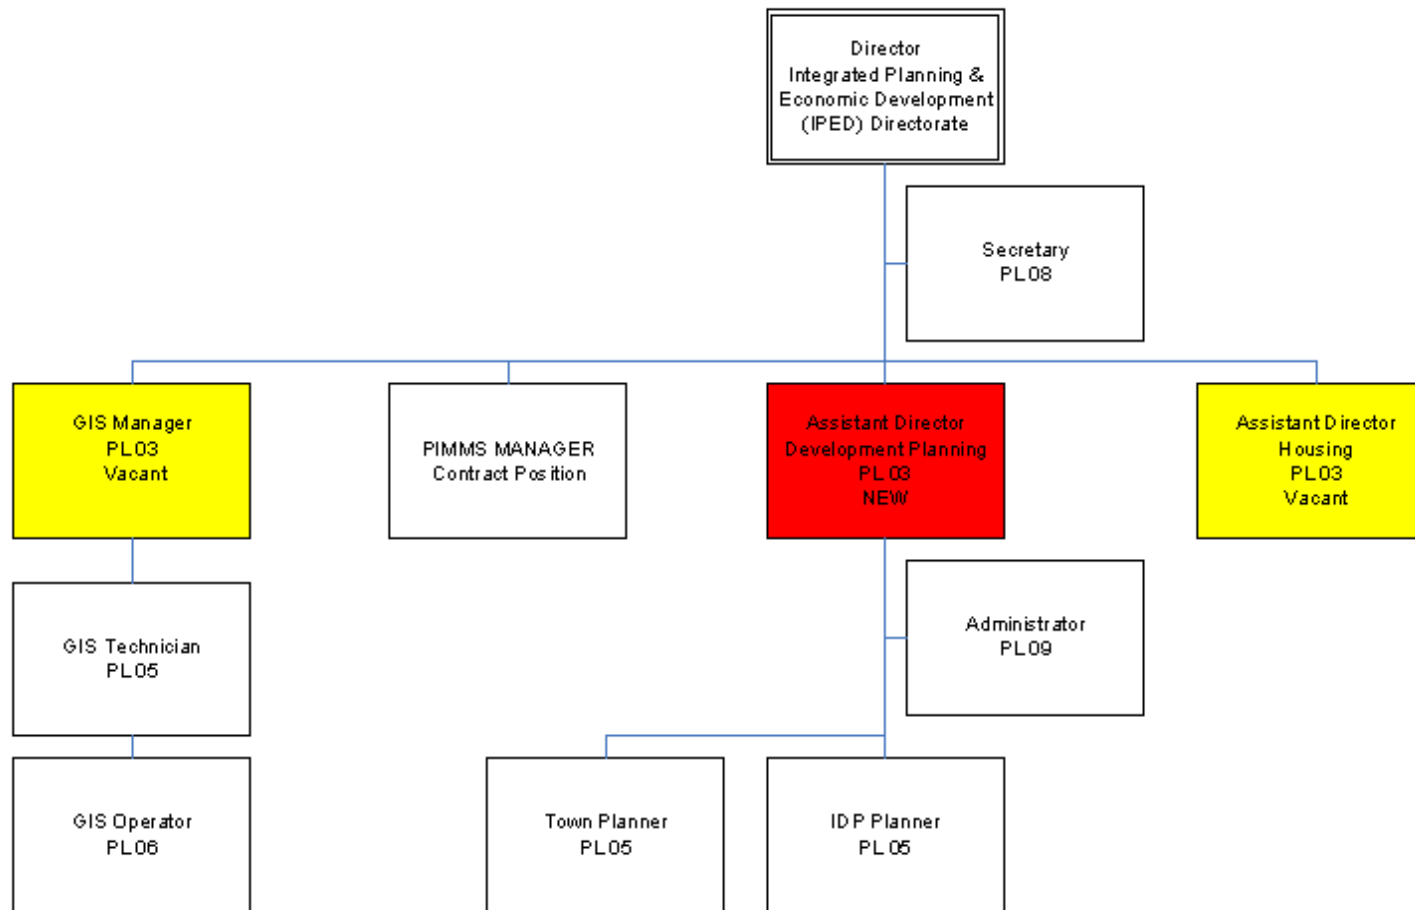 Director
Integrated Planning &
Economic Development
(IPED) Directorate
Secretary
PL08
GIS Manager
PL03
Vacant
PIMMS MANAGER
Contract Position
Assistant Director
Development Planning
PL03
NEW
Assistant Director
Housing
PL03
Vacant
GIS Technician
PL05
Administrator
PL09
GIS Operator
PL06
Town Planner
PL05
IDP Planner
PL05